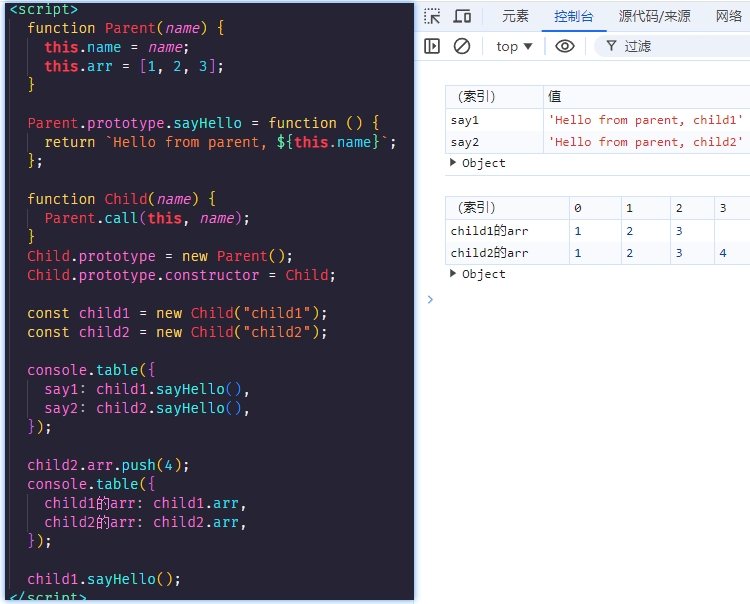 <script>
function Parent(name) {
this.name = name;
this.arr = [1, 2, 3];
}
Parent.prototype.sayHello = function () {
return `Hello from parent, ${this.name}`;
};
function Child(name) {
Parent.call(this, name);
}
Child.prototype = new Parent();
Child.prototype.constructor = Child;
const child1 = new Child("child1");
const child2 = new Child("child2");
console.table({
say1: child1.sayHello(),
say2: child2.sayHello(),
});
child2.arr.push(4);
console.table({
child1的arr: child1.arr,
child2的arr: child2.arr,
});
child1.sayHello();
</script>
元素 控制台 源代码/来源 网络
top ▼ 过滤
(索引) 值
say1 'Hello from parent, child1'
say2 'Hello from parent, child2'
▶ Object
(索引) 0 1 2 3
child1的arr 1 2 3
child2的arr 1 2 3 4
▶ Object